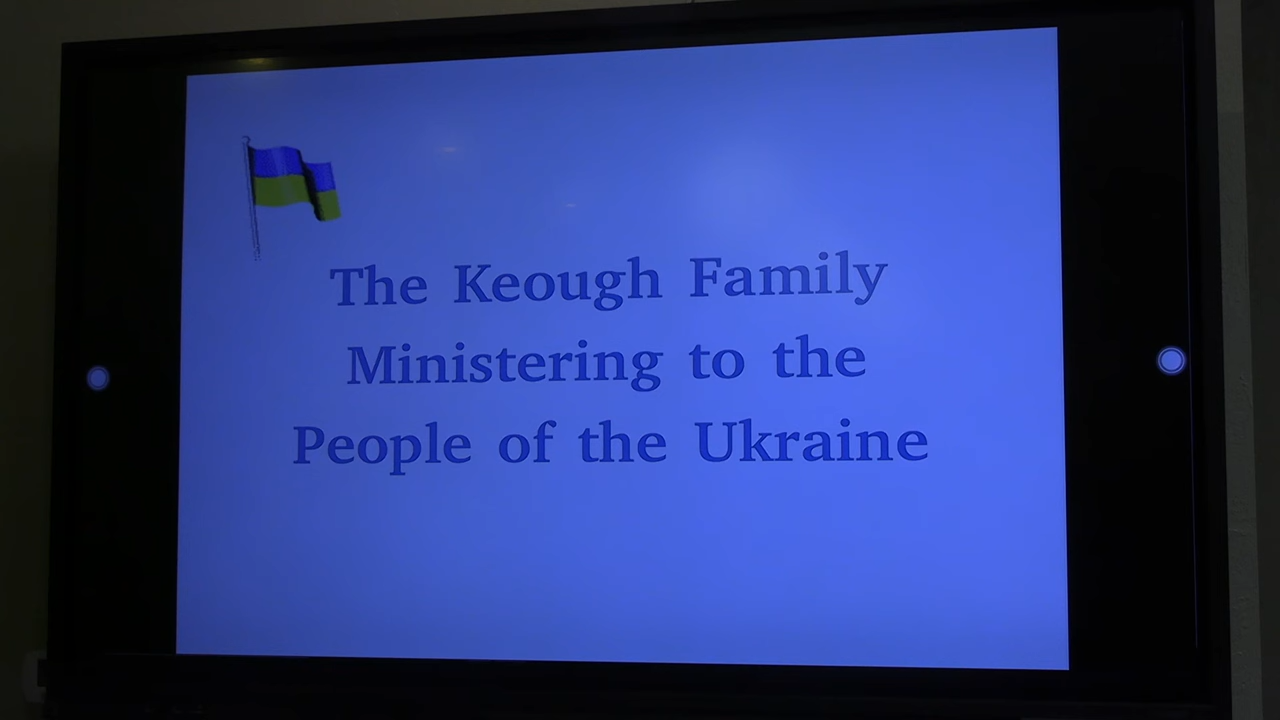 The Keough Family
Ministering to the
People of the Ukraine